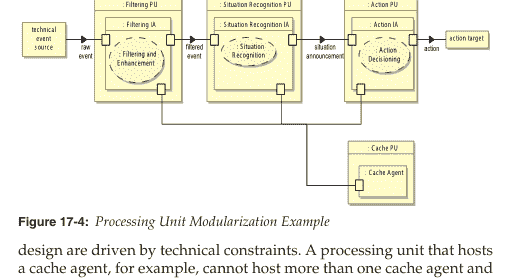 : Filtering PU
: Situation Recognition PU
: Action PU
: Filtering IA
: Situation Recognition IA
: Action IA
technical
event
source
raw
event
: Filtering and
Enhancement
filtered
event
: Situation
Recognition
situation
announcement
: Action
Decisioning
action
action target
: Cache PU
: Cache Agent
Figure 17-4: Processing Unit Modularization Example
design are driven by technical constraints. A processing unit that hosts
a cache agent, for example, cannot host more than one cache agent and